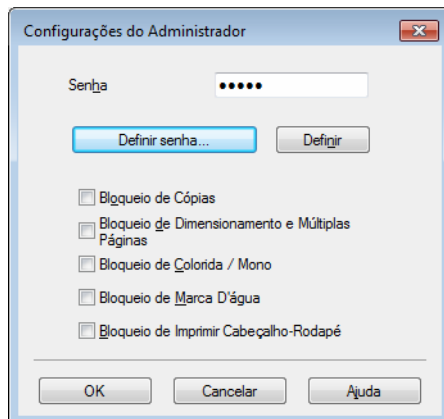 Configurações do Administrador
Senha
•••••
Definir senha...
Definir
Bloqueio de Cópias
Bloqueio de Dimensionamento e Múltiplas
Páginas
Bloqueio de Colorida / Mono
Bloqueio de Marca D'água
Bloqueio de Imprimir Cabeçalho-Rodapé
OK
Cancelar
Ajuda